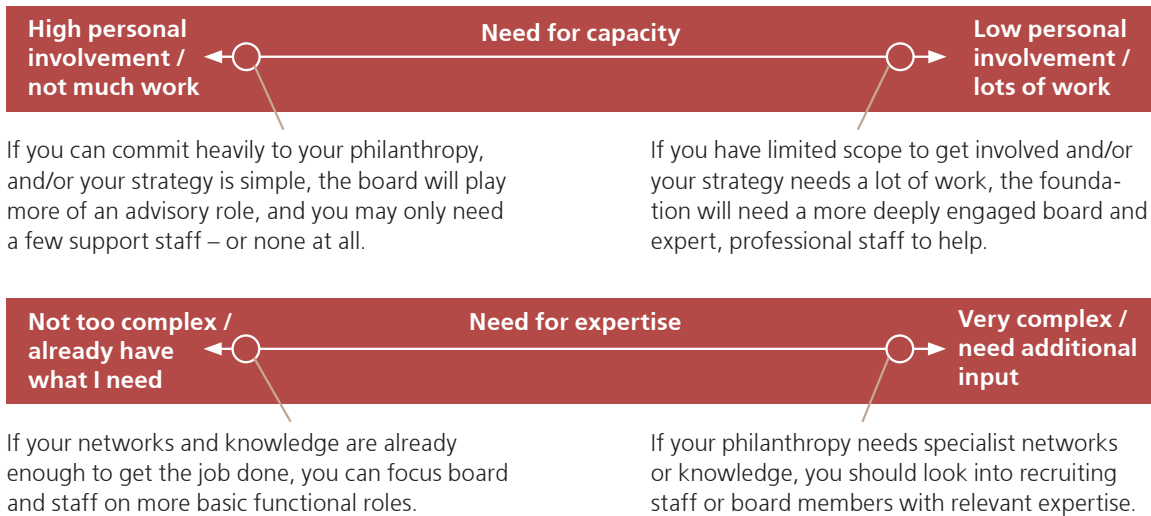 High personal
involvement /
not much work
Need for capacity
Low personal
involvement /
lots of work
If you can commit heavily to your philanthropy,
and/or your strategy is simple, the board will play
more of an advisory role, and you may only need
a few support staff – or none at all.
If you have limited scope to get involved and/or
your strategy needs a lot of work, the founda-
tion will need a more deeply engaged board and
expert, professional staff to help.
Not too complex /
already have
what I need
Need for expertise
Very complex /
need additional
input
If your networks and knowledge are already
enough to get the job done, you can focus board
and staff on more basic functional roles.
If your philanthropy needs specialist networks
or knowledge, you should look into recruiting
staff or board members with relevant expertise.